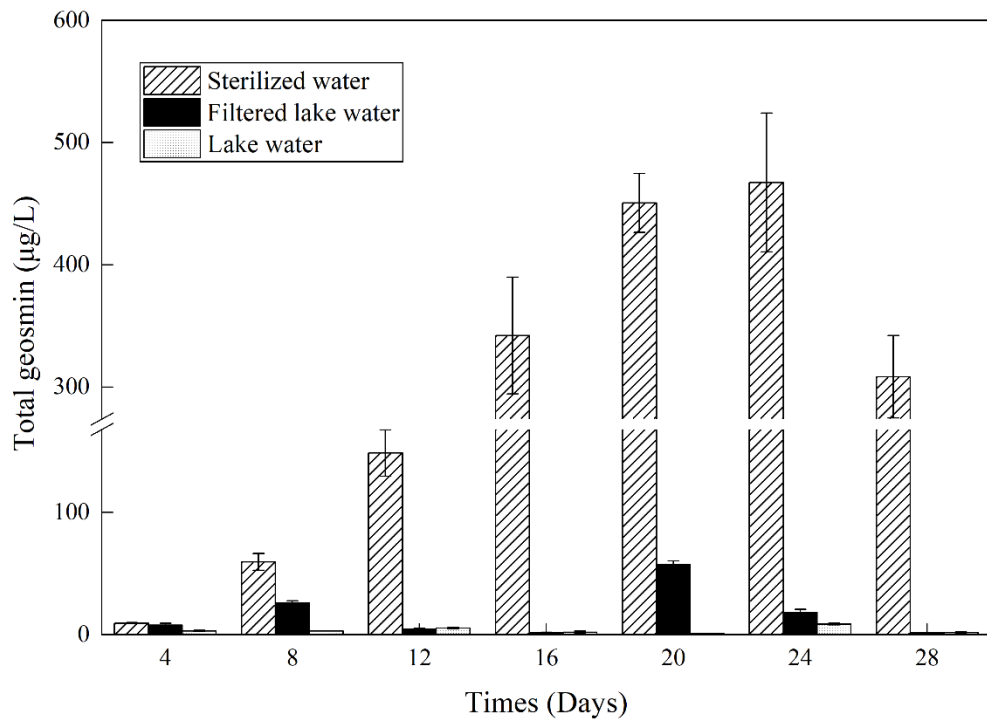 600
500
400
300
100
0
Total geosmin (μg/L)
Sterilized water
Filtered lake water
Lake water
4 8 12 16 20 24 28
Times (Days)